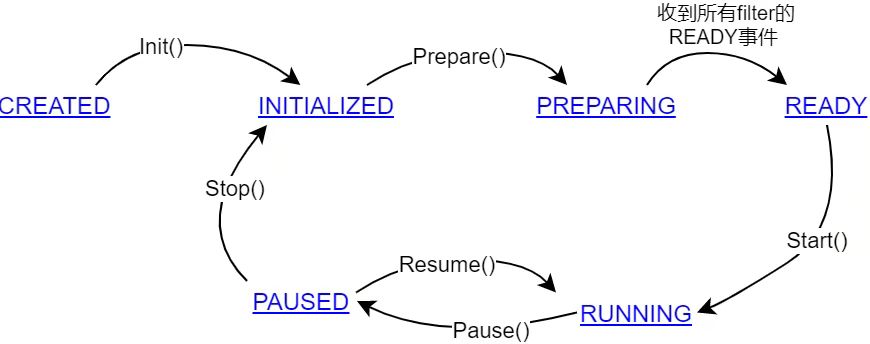 收到所有filter的
READY事件
Init()
Prepare()
CREATED
INITIALIZED
PREPARING
READY
Stop()
Start()
Resume()
PAUSED
RUNNING
Pause()